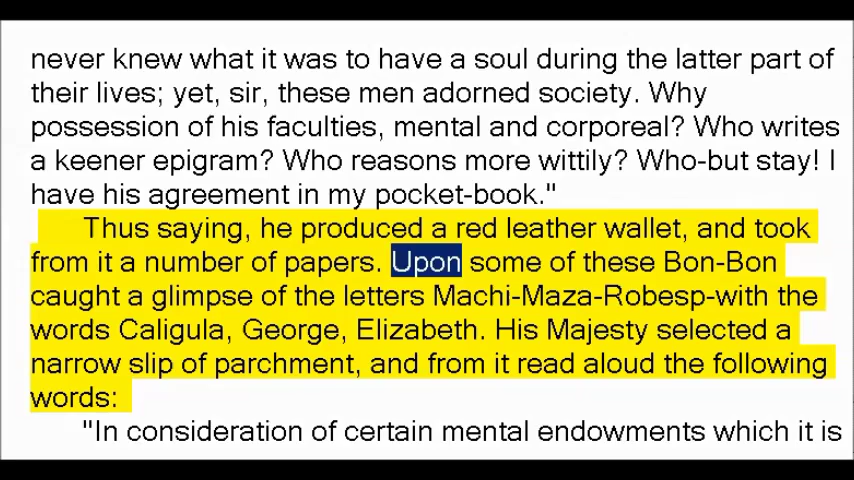 never knew what it was to have a soul during the latter part of
their lives; yet, sir, these men adorned society. Why
possession of his faculties, mental and corporeal? Who writes
a keener epigram? Who reasons more wittily? Who-but stay! I
have his agreement in my pocket-book."
Thus saying, he produced a red leather wallet, and took
from it a number of papers. Upon some of these Bon-Bon
caught a glimpse of the letters Machi-Maza-Robesp-with the
words Caligula, George, Elizabeth. His Majesty selected a
narrow slip of parchment, and from it read aloud the following
words:
"In consideration of certain mental endowments which it is